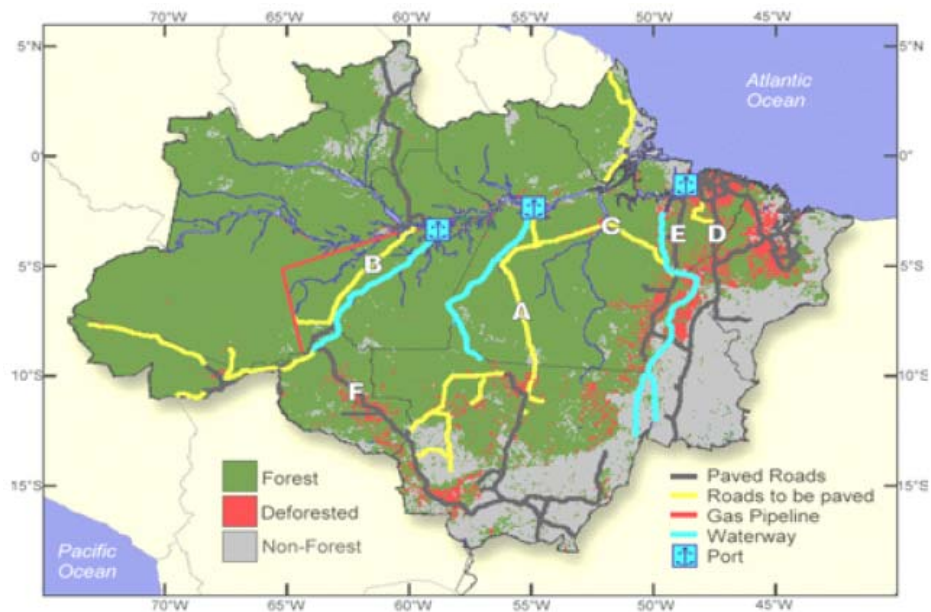 70°W 65°W 60°W 55°W 50°W 45°W
5°N 5°N
Atlantic
Ocean
0° 0°
C
E D
B
5°S 5°S
A
10°S 10°S
F
Forest
Deforested
Non-Forest
15°S 15°S
Paved Roads
Roads to be paved
Gas Pipeline
Waterway
Port
Pacific
Ocean
70°W 65°W 60°W 55°W 50°W 45°W